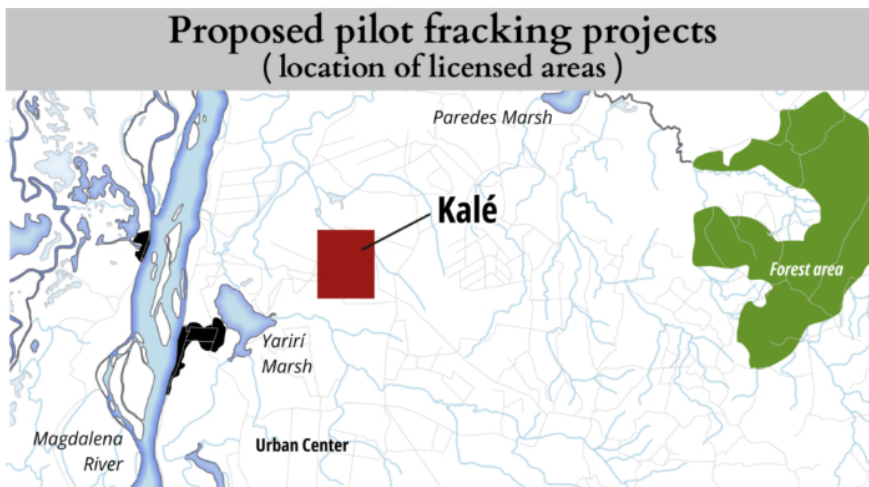 Proposed pilot fracking projects
( location of licensed areas )
Paredes Marsh
Kalé
Forest area
Yarirí
Marsh
Magdalena
River
Urban Center